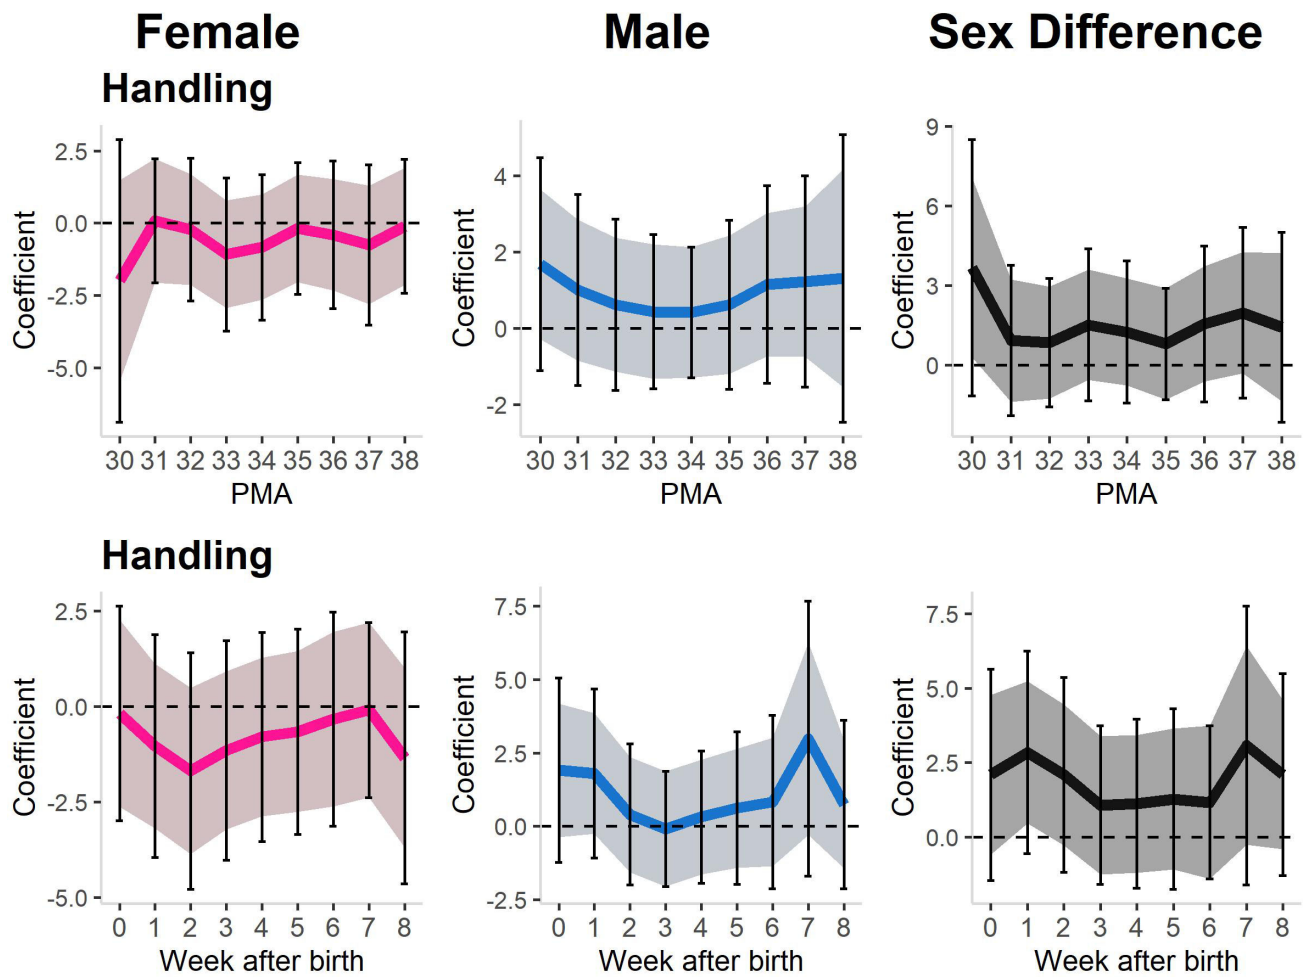 Female Male Sex Difference
Handling
Coefficient
2.5
0.0
-2.5
-5.0
30 31 32 33 34 35 36 37 38
PMA
Coefficient
4
2
0
-2
30 31 32 33 34 35 36 37 38
PMA
Coefficient
9
6
3
0
30 31 32 33 34 35 36 37 38
PMA
Handling
Coefficient
2.5
0.0
-2.5
-5.0
0 1 2 3 4 5 6 7 8
Week after birth
Coefficient
7.5
5.0
2.5
0.0
-2.5
0 1 2 3 4 5 6 7 8
Week after birth
Coefficient
7.5
5.0
2.5
0.0
0 1 2 3 4 5 6 7 8
Week after birth